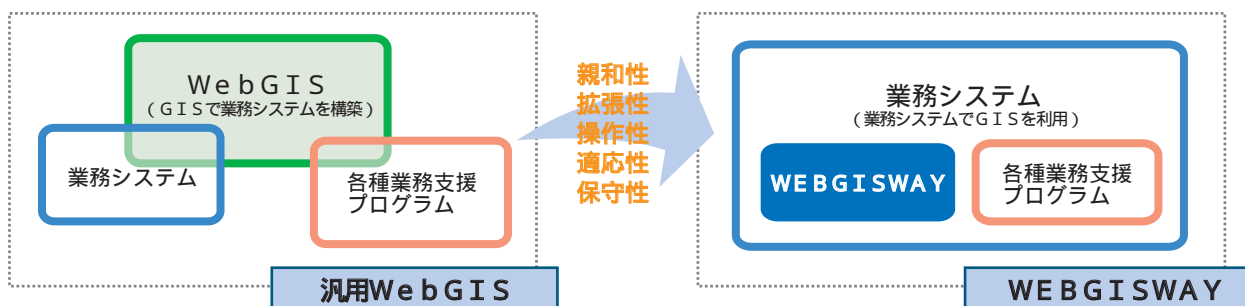 WebGIS
(GISで業務システムを構築)
業務システム
各種業務支援
プログラム
汎用WebGIS
親和性
拡張性
操作性
適応性
保守性
業務システム
(業務システムでGISを利用)
WEBGISWAY
各種業務支援
プログラム
WEBGISWAY